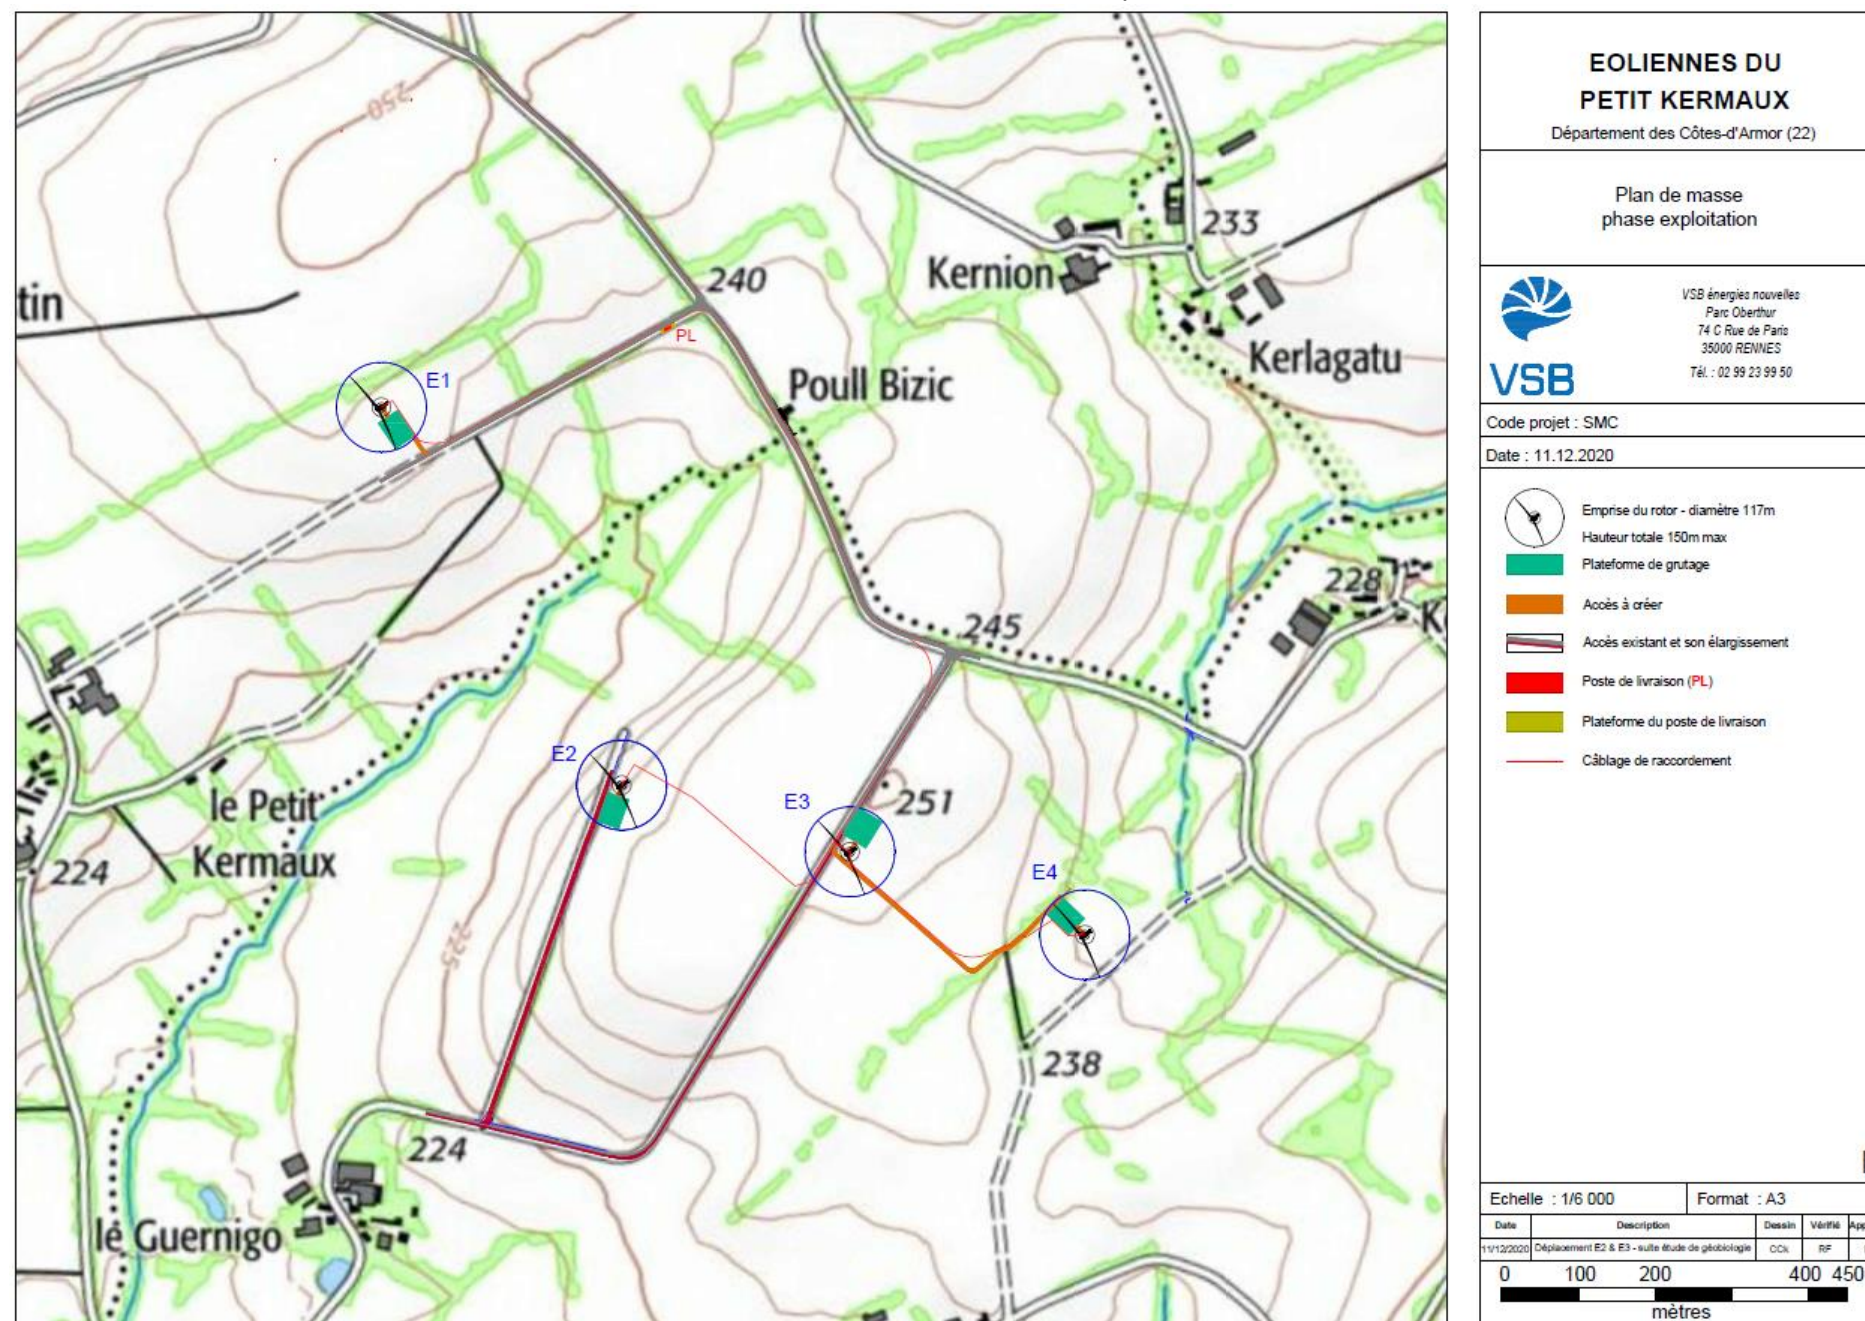 250
240
233
Kernion
tin
PL
Kerlagatu
E1
Poull Bizic
228
245
E2
le Petit
Kermaux
E3
251
224
E4
225
238
224
le Guernigo
EOLIENNES DU
PETIT KERMAUX
Département des Côtes-d'Armor (22)
Plan de masse
phase exploitation
VSB
VSB énergies nouvelles
Parc Oberthur
74 C Rue de Paris
35000 RENNES
Tél. : 02 99 23 99 50
Code projet : SMC
Date : 11.12.2020
Emprise du rotor - diamètre 117m
Hauteur totale 150m max
Plateforme de grutage
Accès à créer
Accès existant et son élargissement
Poste de livraison (PL)
Plateforme du poste de livraison
Câblage de raccordement
Echelle : 1/6 000 Format : A3
Date Description Dessin Vérifié App
11/12/2020 Déplacement E2 & E3 - suite étude de géobiologie CCk RF
0 100 200 400 450
mètres